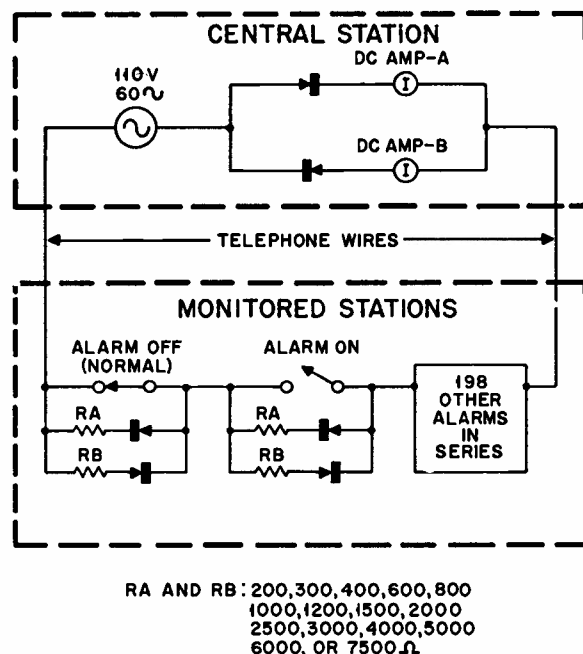 CENTRAL STATION
110V
60~
DC AMP-A
I
DC AMP-B
I
TELEPHONE WIRES
MONITORED STATIONS
ALARM OFF
(NORMAL)
ALARM ON
RA
RB
RA
RB
198
OTHER
ALARMS
IN
SERIES
RA AND RB: 200,300,400,600,800
1000,1200,1500,2000
2500,3000,4000,5000
6000, OR 7500Ω